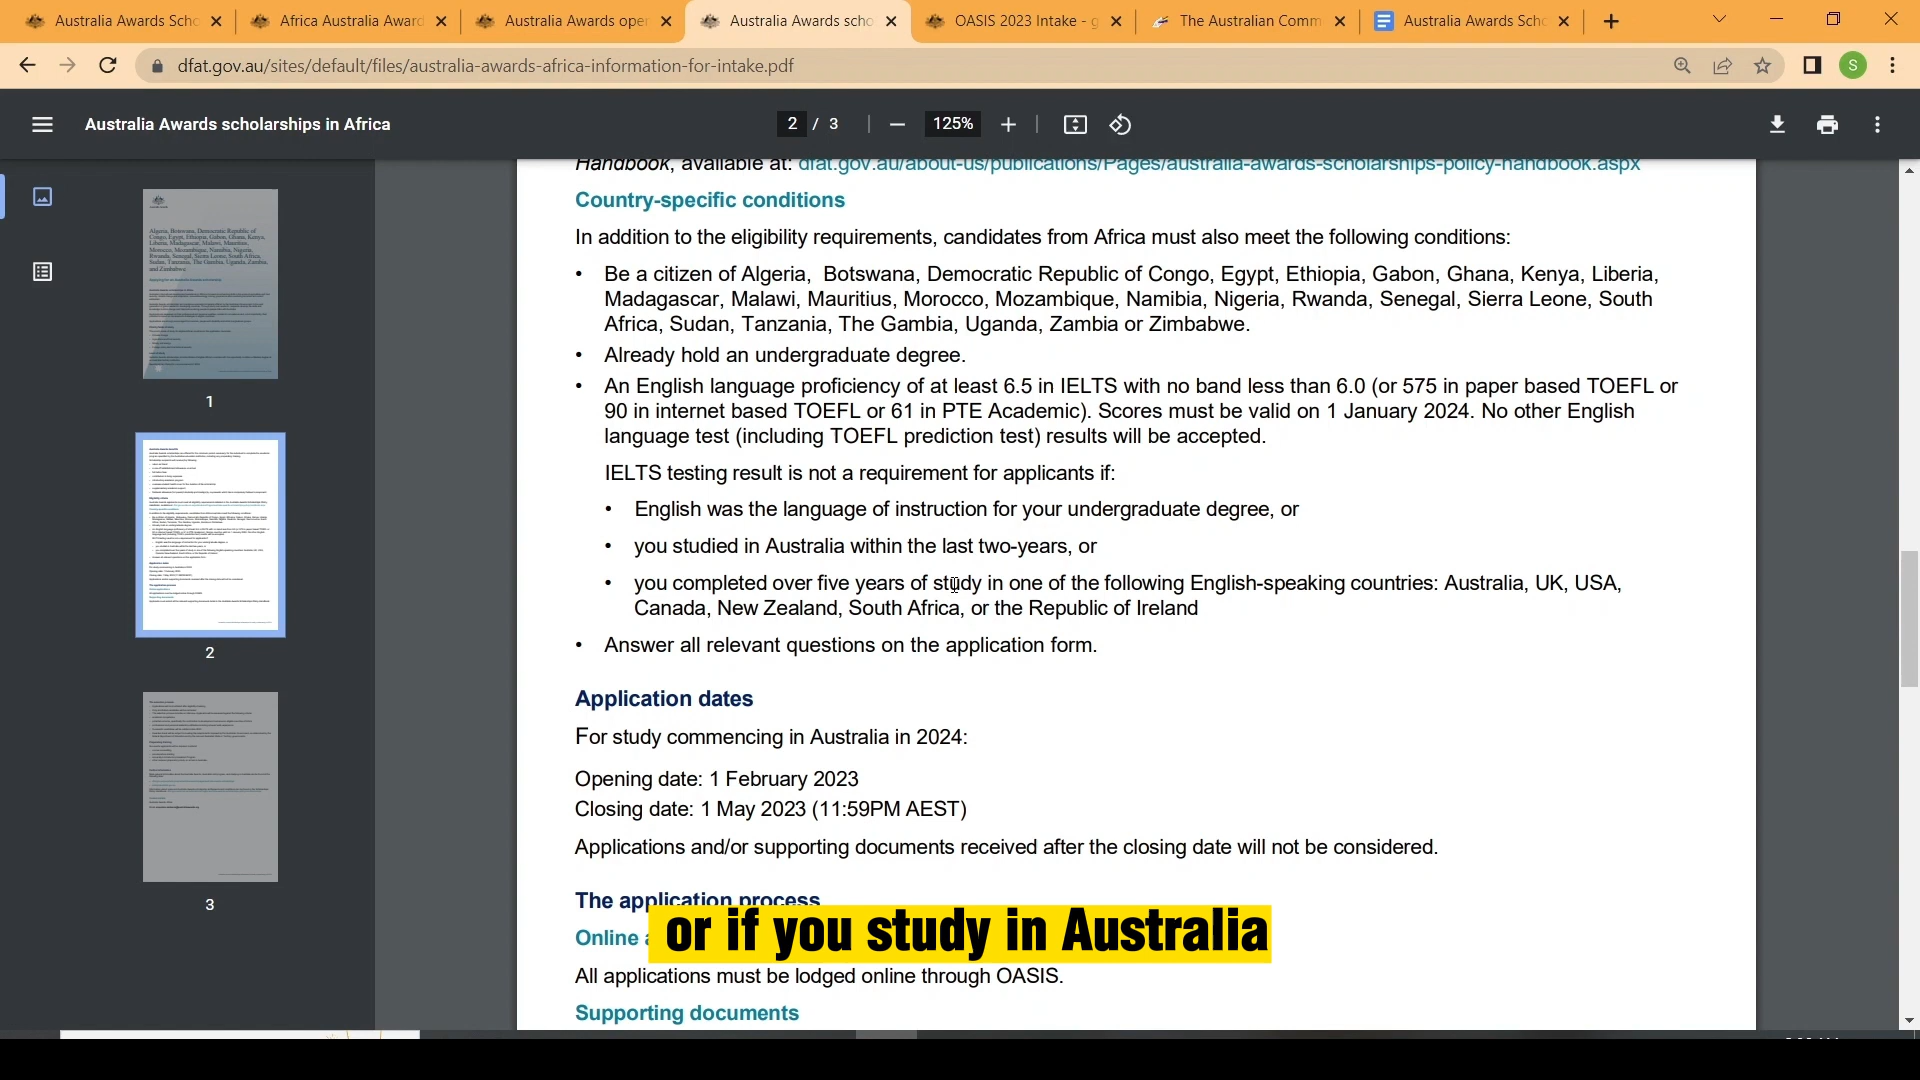 Australia Awards Scho
Africa Australia Award
Australia Awards oper
Australia Awards scho
OASIS 2023 Intake - g
The Australian Comm
Australia Awards Scho
dfat.gov.au/sites/default/files/australia-awards-africa-information-for-intake.pdf
S
Australia Awards scholarships in Africa
2 / 3
125%
1
2
3
Handbook, available at: dfat.gov.au/about-us/publications/Pages/australia-awards-scholarships-policy-handbook.aspx
Country-specific conditions
In addition to the eligibility requirements, candidates from Africa must also meet the following conditions:
• Be a citizen of Algeria, Botswana, Democratic Republic of Congo, Egypt, Ethiopia, Gabon, Ghana, Kenya, Liberia,
Madagascar, Malawi, Mauritius, Morocco, Mozambique, Namibia, Nigeria, Rwanda, Senegal, Sierra Leone, South
Africa, Sudan, Tanzania, The Gambia, Uganda, Zambia or Zimbabwe.
• Already hold an undergraduate degree.
• An English language proficiency of at least 6.5 in IELTS with no band less than 6.0 (or 575 in paper based TOEFL or
90 in internet based TOEFL or 61 in PTE Academic). Scores must be valid on 1 January 2024. No other English
language test (including TOEFL prediction test) results will be accepted.
IELTS testing result is not a requirement for applicants if:
• English was the language of instruction for your undergraduate degree, or
• you studied in Australia within the last two-years, or
• you completed over five years of study in one of the following English-speaking countries: Australia, UK, USA,
Canada, New Zealand, South Africa, or the Republic of Ireland
• Answer all relevant questions on the application form.
Application dates
For study commencing in Australia in 2024:
Opening date: 1 February 2023
Closing date: 1 May 2023 (11:59PM AEST)
Applications and/or supporting documents received after the closing date will not be considered.
The application process
Online
or if you study in Australia
All applications must be lodged online through OASIS.
Supporting documents